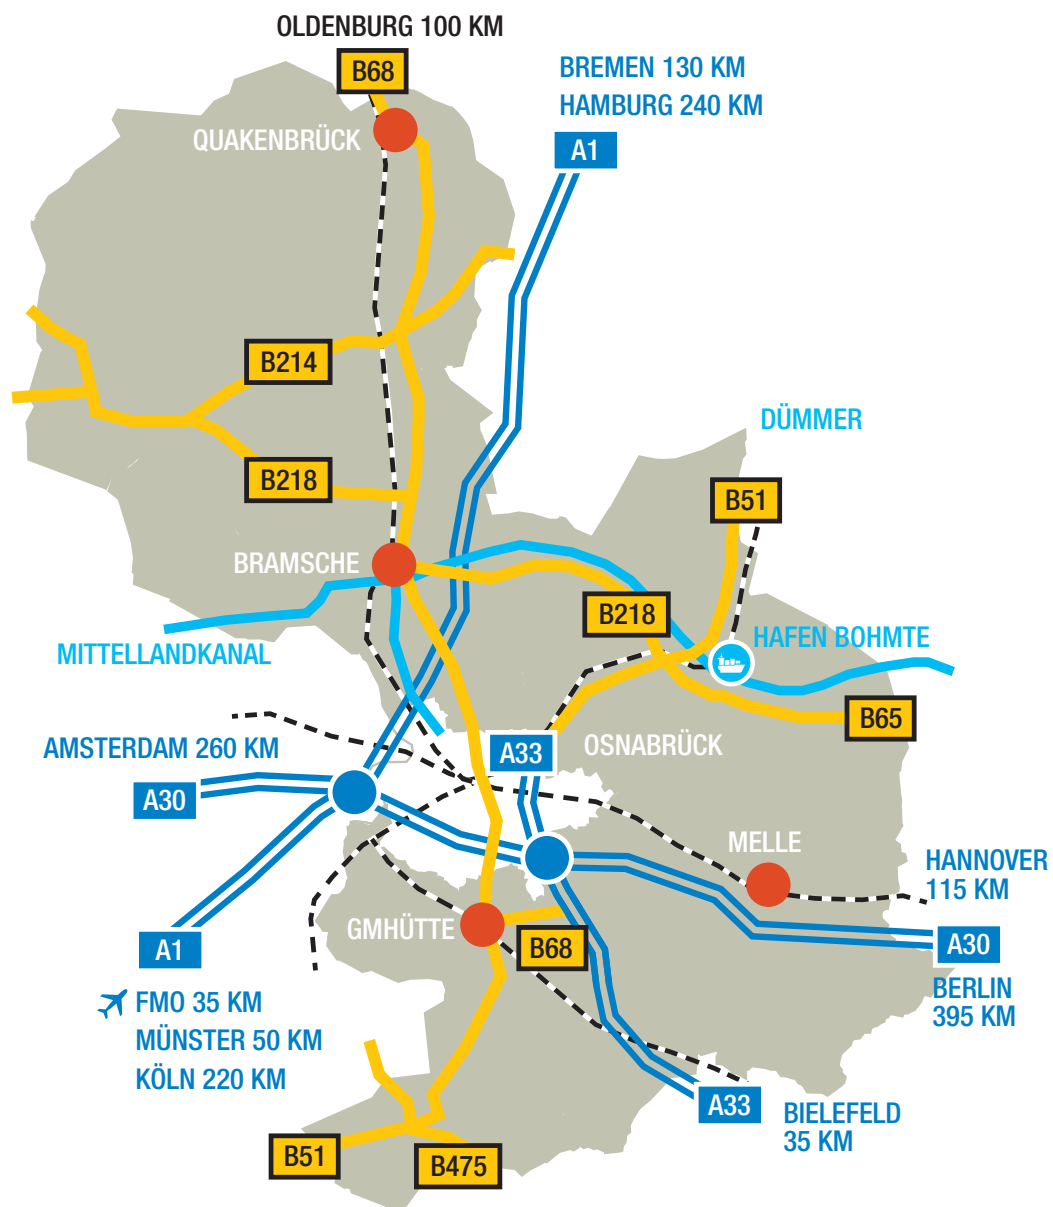 OLDENBURG 100 KM
B68
BREMEN 130 KM
HAMBURG 240 KM
A1
QUAKENBRÜCK
B214
DÜMMER
B218
B51
BRAMSCHE
B218
HAFEN BOHMTE
MITTELLANDKANAL
B65
AMSTERDAM 260 KM
A33
OSNABRÜCK
A30
MELLE
HANNOVER
115 KM
GMHÜTTE
A1
B68
A30
FMO 35 KM
MÜNSTER 50 KM
KÖLN 220 KM
BERLIN
395 KM
A33
BIELEFELD
35 KM
B51
B475